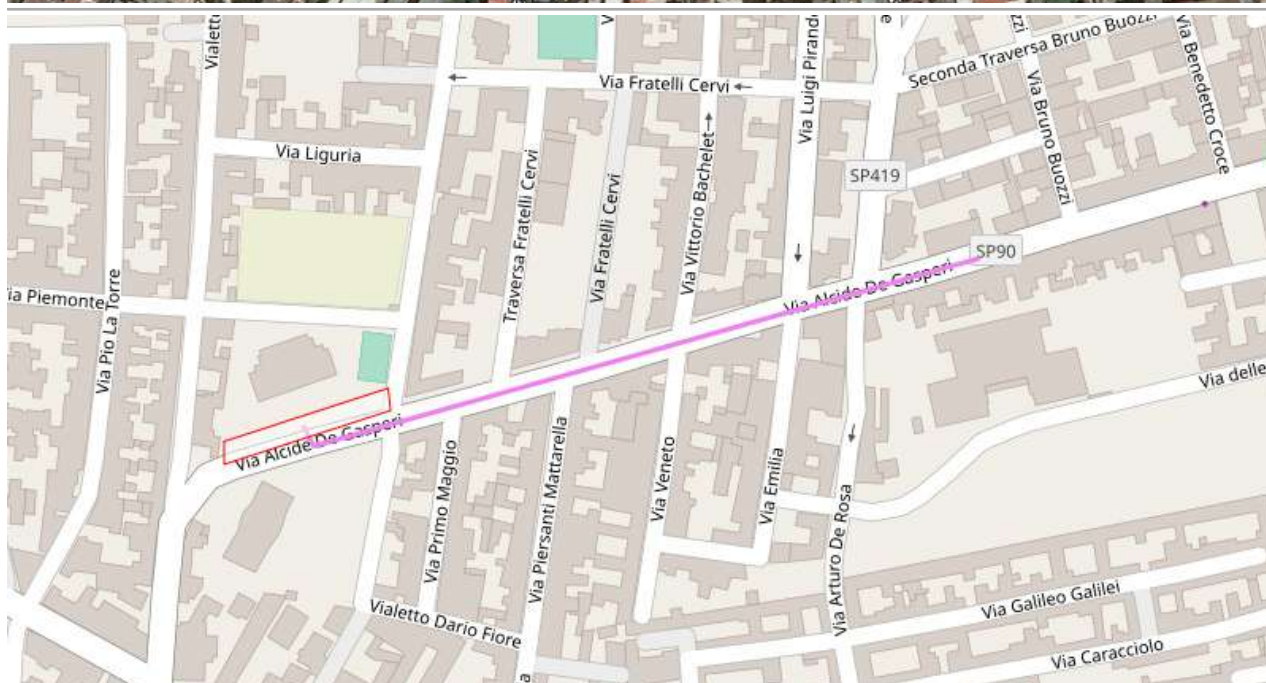 Vialetto
Via Luigi Pirand
e
zzi
Seconda Traversa Bruno Buozzi
V
Via Benedetto Croce
Via Fratelli Cervi
Via Bruno Buozzi
Via Liguria
SP419
Traversa Fratelli Cervi
Via Fratelli Cervi
Via Vittorio Bachelet
SP90
Via Alcide De Gasperi
ia Piemonte
Via Pio La Torre
Via delle
Via Alcide De Gasperi
Via Primo Maggio
Via Piersanti Mattarella
Via Veneto
Via Emilia
Via Arturo De Rosa
Vialetto Dario Fiore
Via Galileo Galilei
Via Caracciolo
a